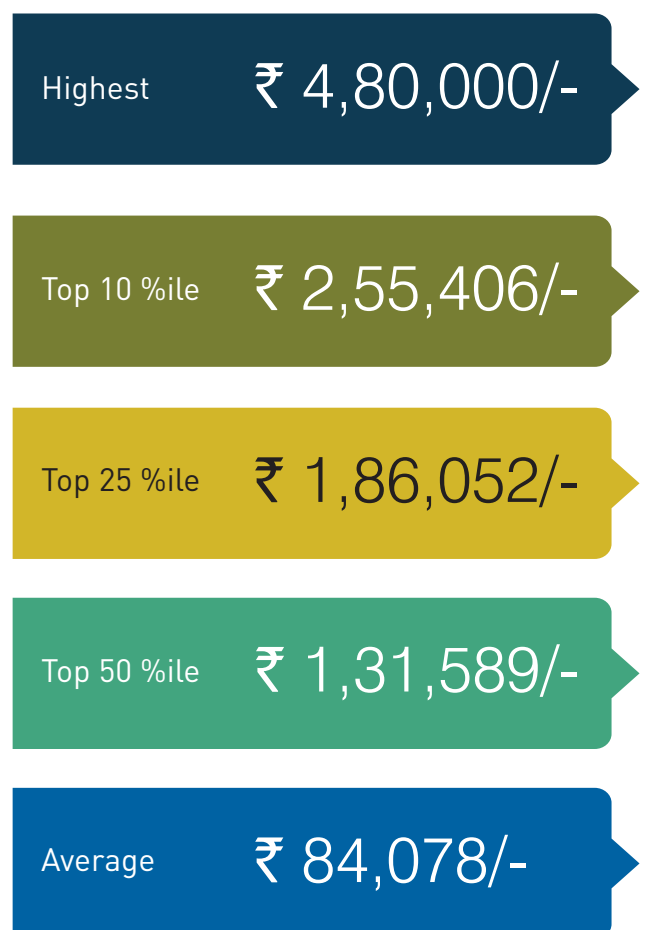 Highest ₹ 4,80,000/-
Top 10 %ile ₹ 2,55,406/-
Top 25 %ile ₹ 1,86,052/-
Top 50 %ile ₹ 1,31,589/-
Average ₹ 84,078/-